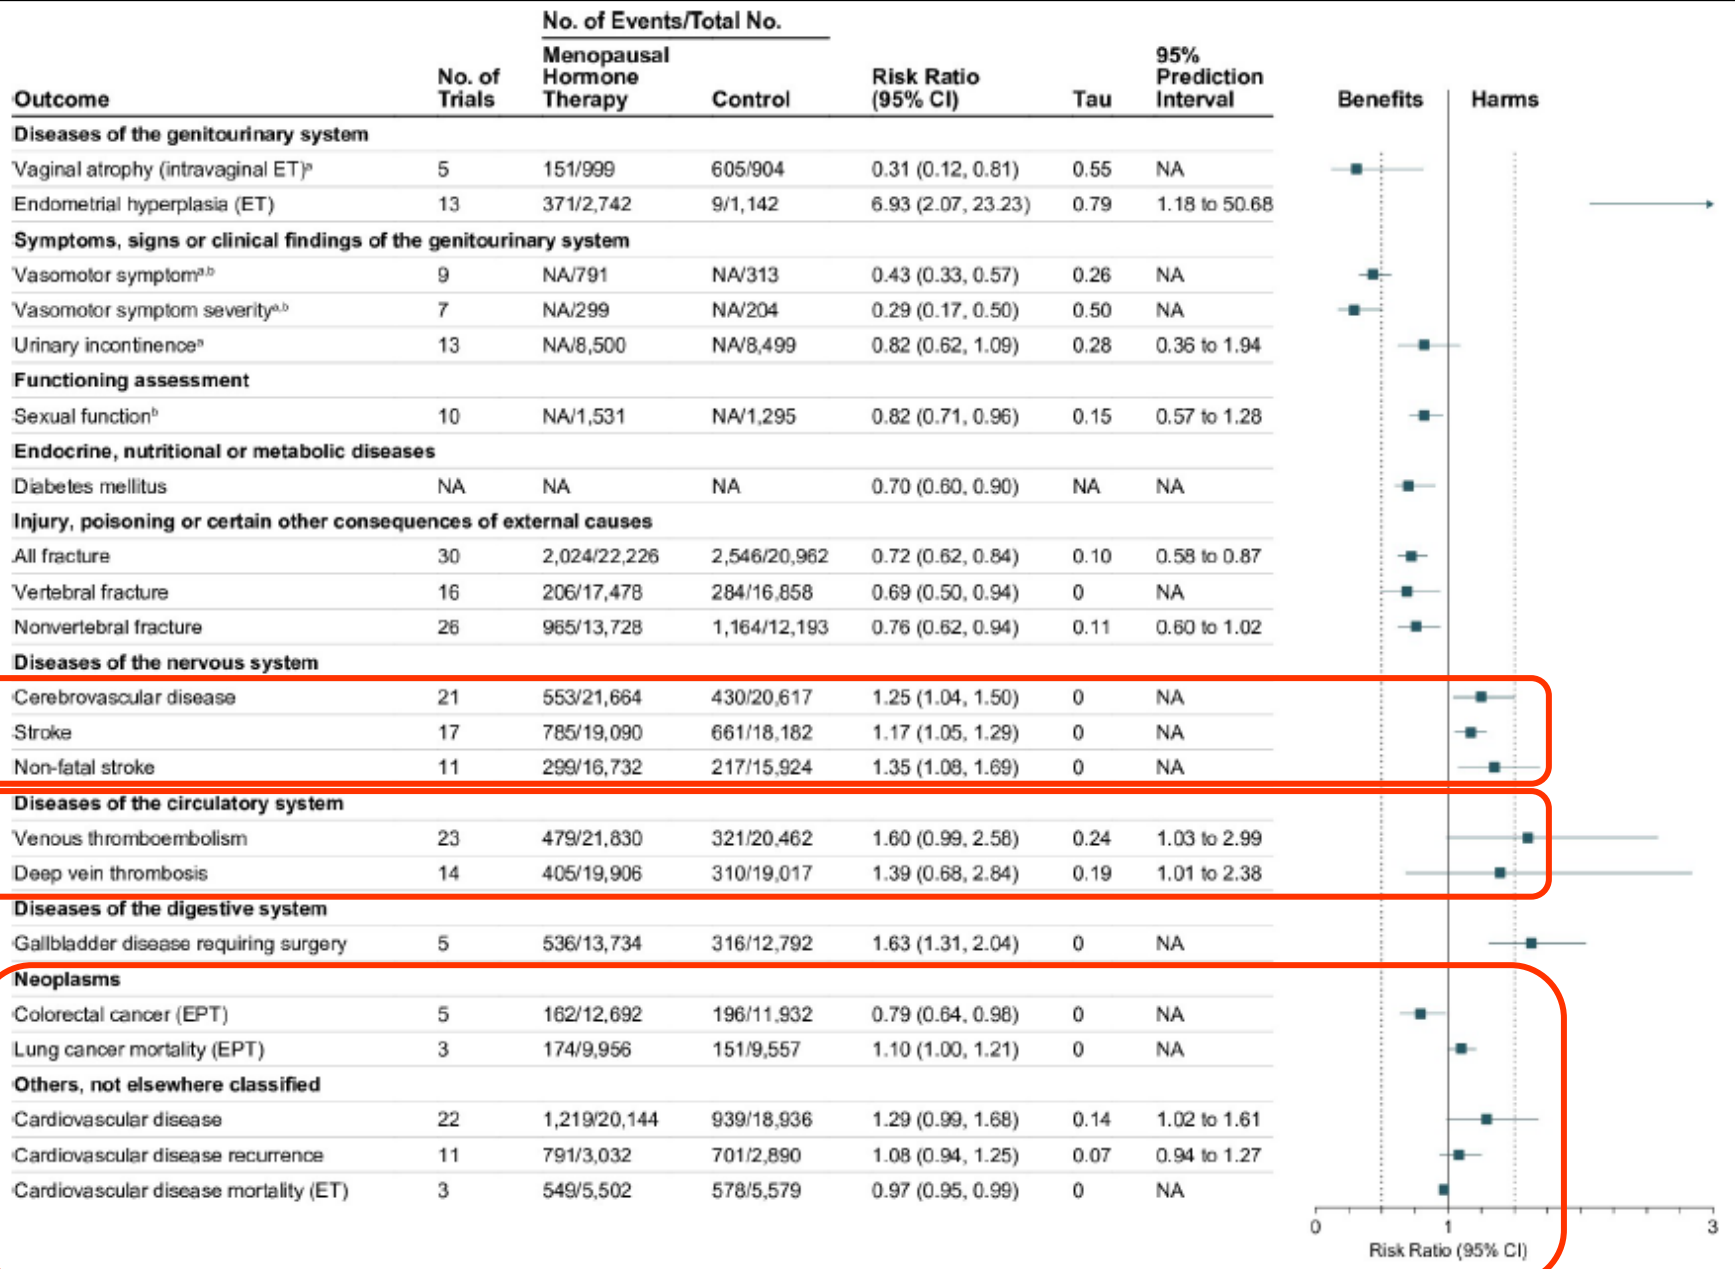 No. of Events/Total No.
Outcome No. of Trials Menopausal Hormone Therapy Control Risk Ratio (95% CI) Tau 95% Prediction Interval Benefits Harms
Diseases of the genitourinary system
Vaginal atrophy (intravaginal ET)ᵃ 5 151/999 605/904 0.31 (0.12, 0.81) 0.55 NA
Endometrial hyperplasia (ET) 13 371/2,742 9/1,142 6.93 (2.07, 23.23) 0.79 1.18 to 50.68
Symptoms, signs or clinical findings of the genitourinary system
Vasomotor symptomᵃ,ᵇ 9 NA/791 NA/313 0.43 (0.33, 0.57) 0.26 NA
Vasomotor symptom severityᵃ,ᵇ 7 NA/299 NA/204 0.29 (0.17, 0.50) 0.50 NA
Urinary incontinenceᵃ 13 NA/8,500 NA/8,499 0.82 (0.62, 1.09) 0.28 0.36 to 1.94
Functioning assessment
Sexual functionᵇ 10 NA/1,531 NA/1,295 0.82 (0.71, 0.96) 0.15 0.57 to 1.28
Endocrine, nutritional or metabolic diseases
Diabetes mellitus NA NA NA 0.70 (0.60, 0.90) NA NA
Injury, poisoning or certain other consequences of external causes
All fracture 30 2,024/22,226 2,546/20,962 0.72 (0.62, 0.84) 0.10 0.58 to 0.87
Vertebral fracture 16 206/17,478 284/16,858 0.69 (0.50, 0.94) 0 NA
Nonvertebral fracture 26 965/13,728 1,164/12,193 0.76 (0.62, 0.94) 0.11 0.60 to 1.02
Diseases of the nervous system
Cerebrovascular disease 21 553/21,664 430/20,617 1.25 (1.04, 1.50) 0 NA
Stroke 17 785/19,090 661/18,182 1.17 (1.05, 1.29) 0 NA
Non-fatal stroke 11 299/16,732 217/15,924 1.35 (1.08, 1.69) 0 NA
Diseases of the circulatory system
Venous thromboembolism 23 479/21,830 321/20,462 1.60 (0.99, 2.58) 0.24 1.03 to 2.99
Deep vein thrombosis 14 405/19,906 310/19,017 1.39 (0.68, 2.84) 0.19 1.01 to 2.38
Diseases of the digestive system
Gallbladder disease requiring surgery 5 536/13,734 316/12,792 1.63 (1.31, 2.04) 0 NA
Neoplasms
Colorectal cancer (EPT) 5 162/12,692 196/11,932 0.79 (0.64, 0.98) 0 NA
Lung cancer mortality (EPT) 3 174/9,956 151/9,557 1.10 (1.00, 1.21) 0 NA
Others, not elsewhere classified
Cardiovascular disease 22 1,219/20,144 939/18,936 1.29 (0.99, 1.68) 0.14 1.02 to 1.61
Cardiovascular disease recurrence 11 791/3,032 701/2,890 1.08 (0.94, 1.25) 0.07 0.94 to 1.27
Cardiovascular disease mortality (ET) 3 549/5,502 578/5,579 0.97 (0.95, 0.99) 0 NA
0 1 3
Risk Ratio (95% CI)